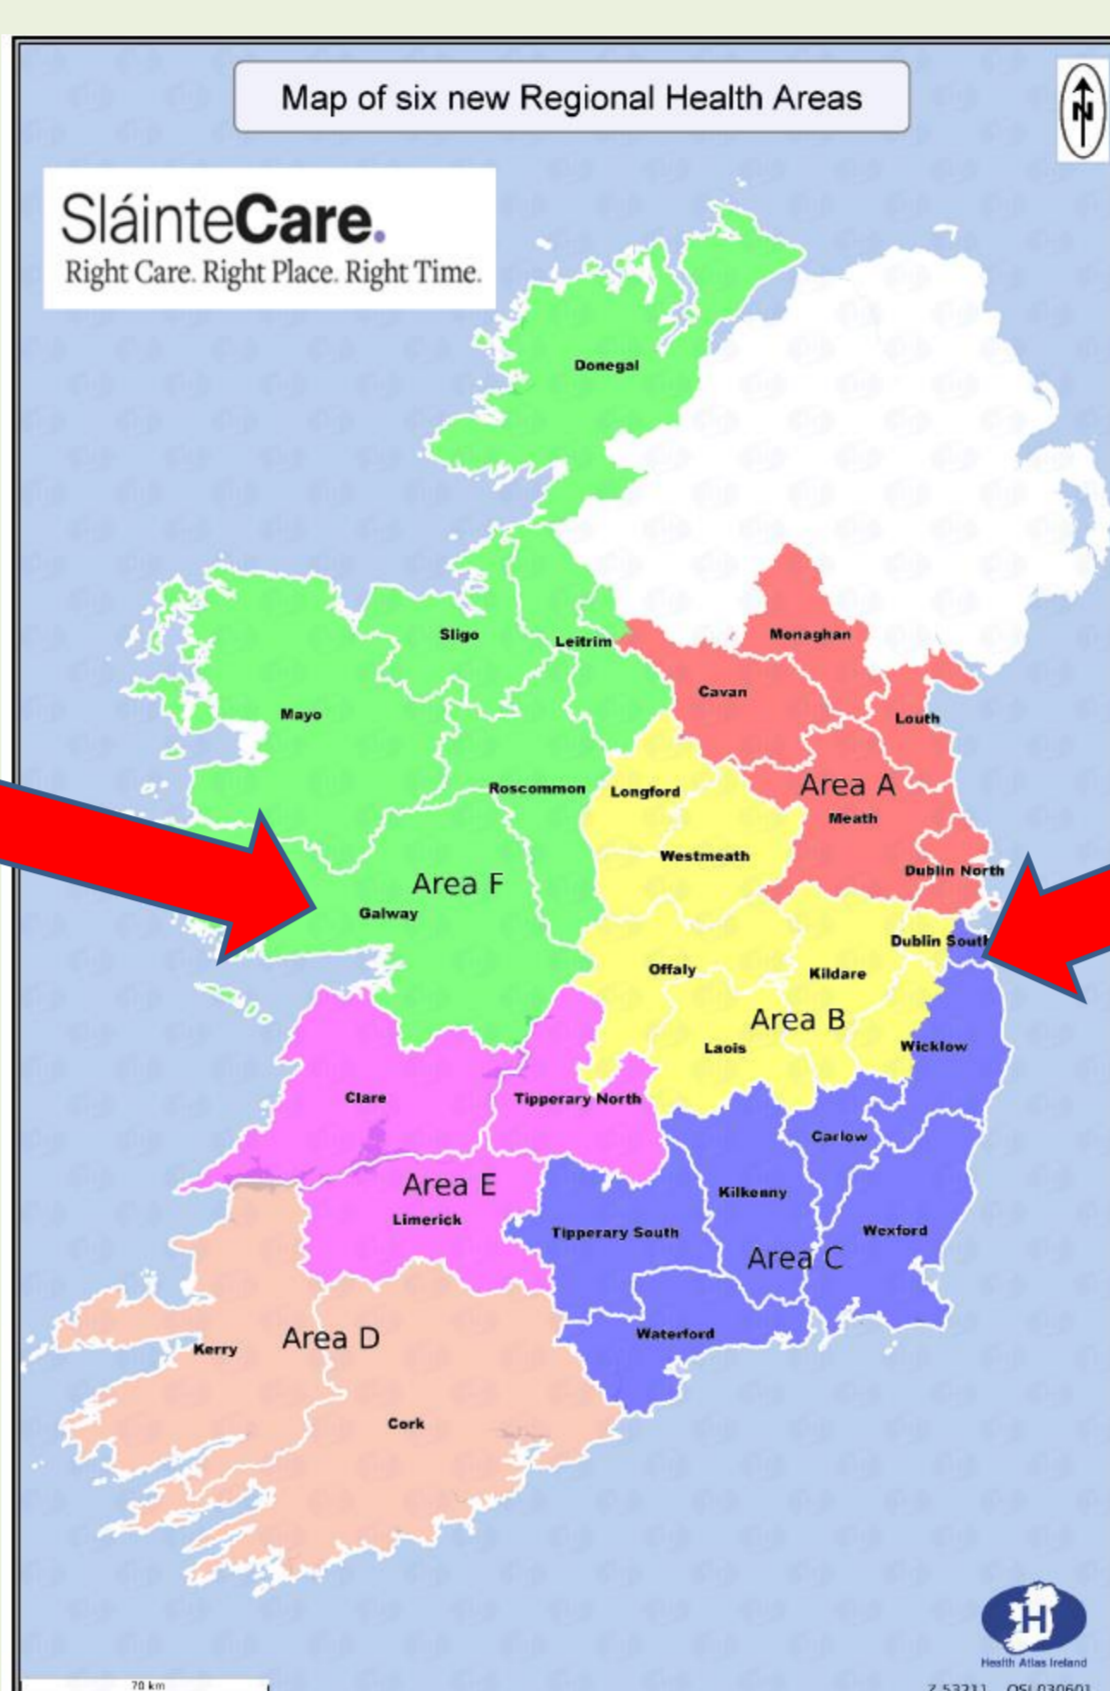 Map of six new Regional Health Areas
N
SláinteCare.
Right Care. Right Place. Right Time.
Donegal
Sligo
Leitrim
Monaghan
Cavan
Mayo
Louth
Area A
Roscommon
Longford
Meath
Westmeath
Dublin North
Area F
Galway
Dublin South
Offaly
Kildare
Area B
Laois
Wicklow
Clare
Tipperary North
Carlow
Area E
Kilkenny
Limerick
Tipperary South
Wexford
Area C
Waterford
Area D
Kerry
Cork
H
Health Atlas Ireland
70 km